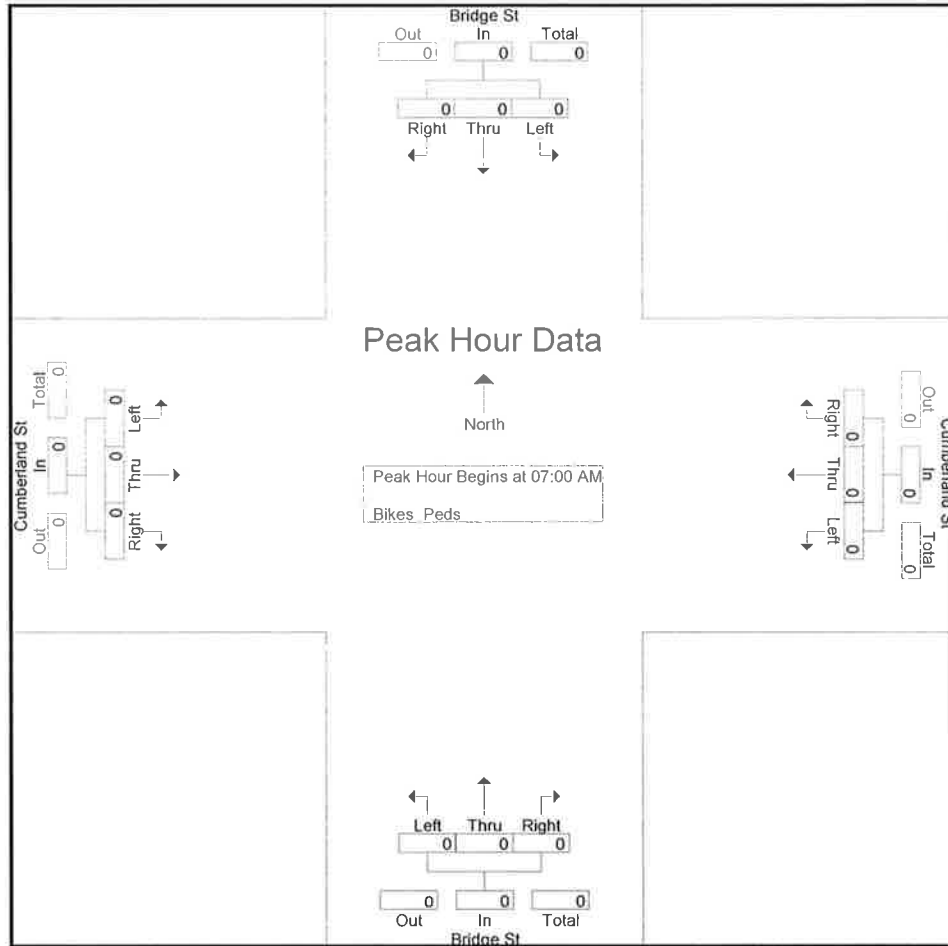 Bridge St
Out In Total
0 0 0
0 0 0
Right Thru Left
Peak Hour Data
North
Peak Hour Begins at 07:00 AM
Bikes Peds
Cumberland St
Total In Out
0 0 0
0 0 0
Left Thru Right
Right Thru Left
0 0 0
0 0 0
Out In Total
Cumberland St
Left Thru Right
0 0 0
0 0 0
Out In Total
Bridge St